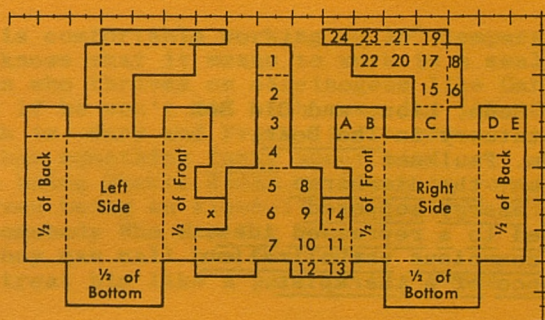 24 23 21 19
1 22 20 17 18
2 15 16
3 A B C D E
4
½ of Back
Left
Side
½ of Front
5 8
x 6 9 14
7 10 11
12 13
½ of Front
Right
Side
½ of Back
½ of
Bottom
½ of
Bottom